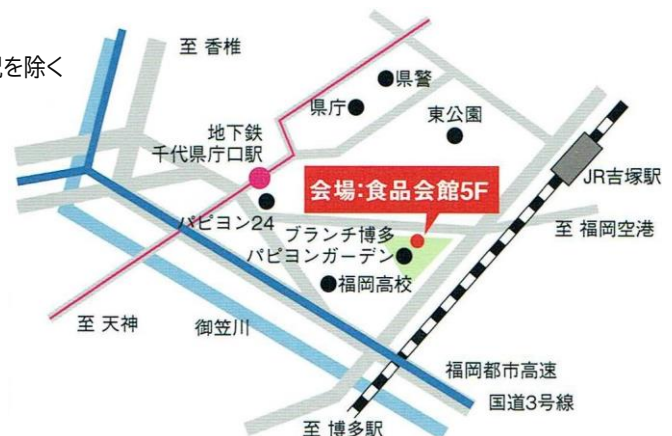 至 香椎
を除く
県警
県庁
東公園
地下鉄
千代県庁口駅
JR吉塚駅
会場:食品会館5F
パピヨン24
ブランチ博多
パピヨンガーデン
至 福岡空港
福岡高校
至 天神
御笠川
福岡都市高速
国道3号線
至 博多駅